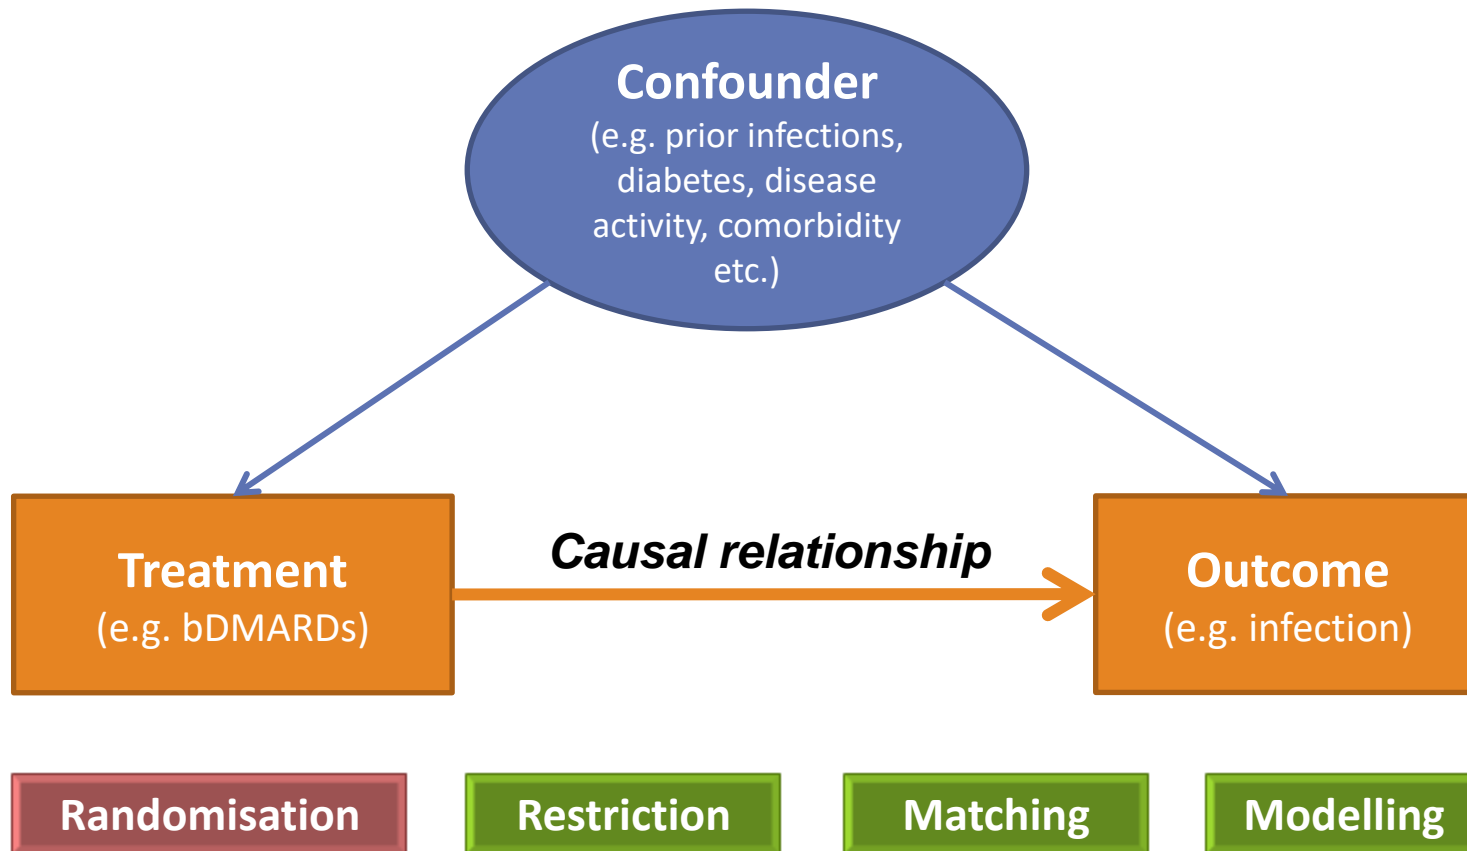 Confounder
(e.g. prior infections,
diabetes, disease
activity, comorbidity
etc.)
Causal relationship
Treatment
(e.g. bDMARDs)
Outcome
(e.g. infection)
Randomisation
Restriction
Matching
Modelling